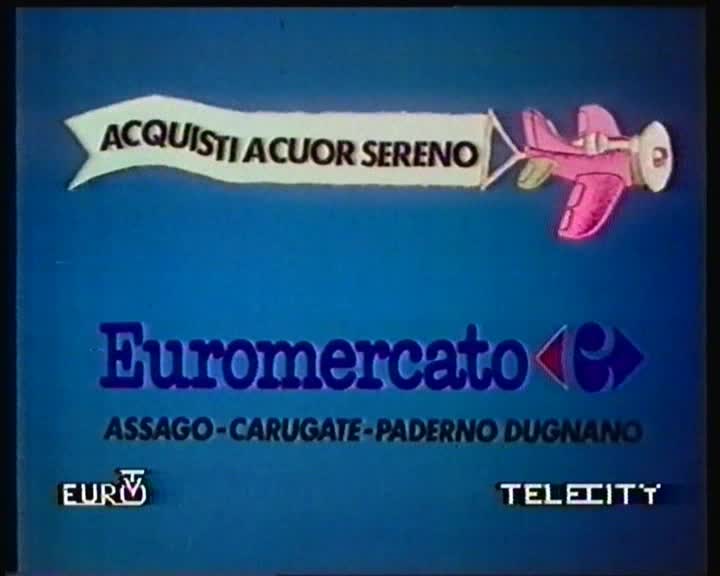 ACQUISTI A CUOR SERENO
Euromercato
ASSAGO-CARUGATE-PADERNO DUGNANO
EURO TV
TELECITY